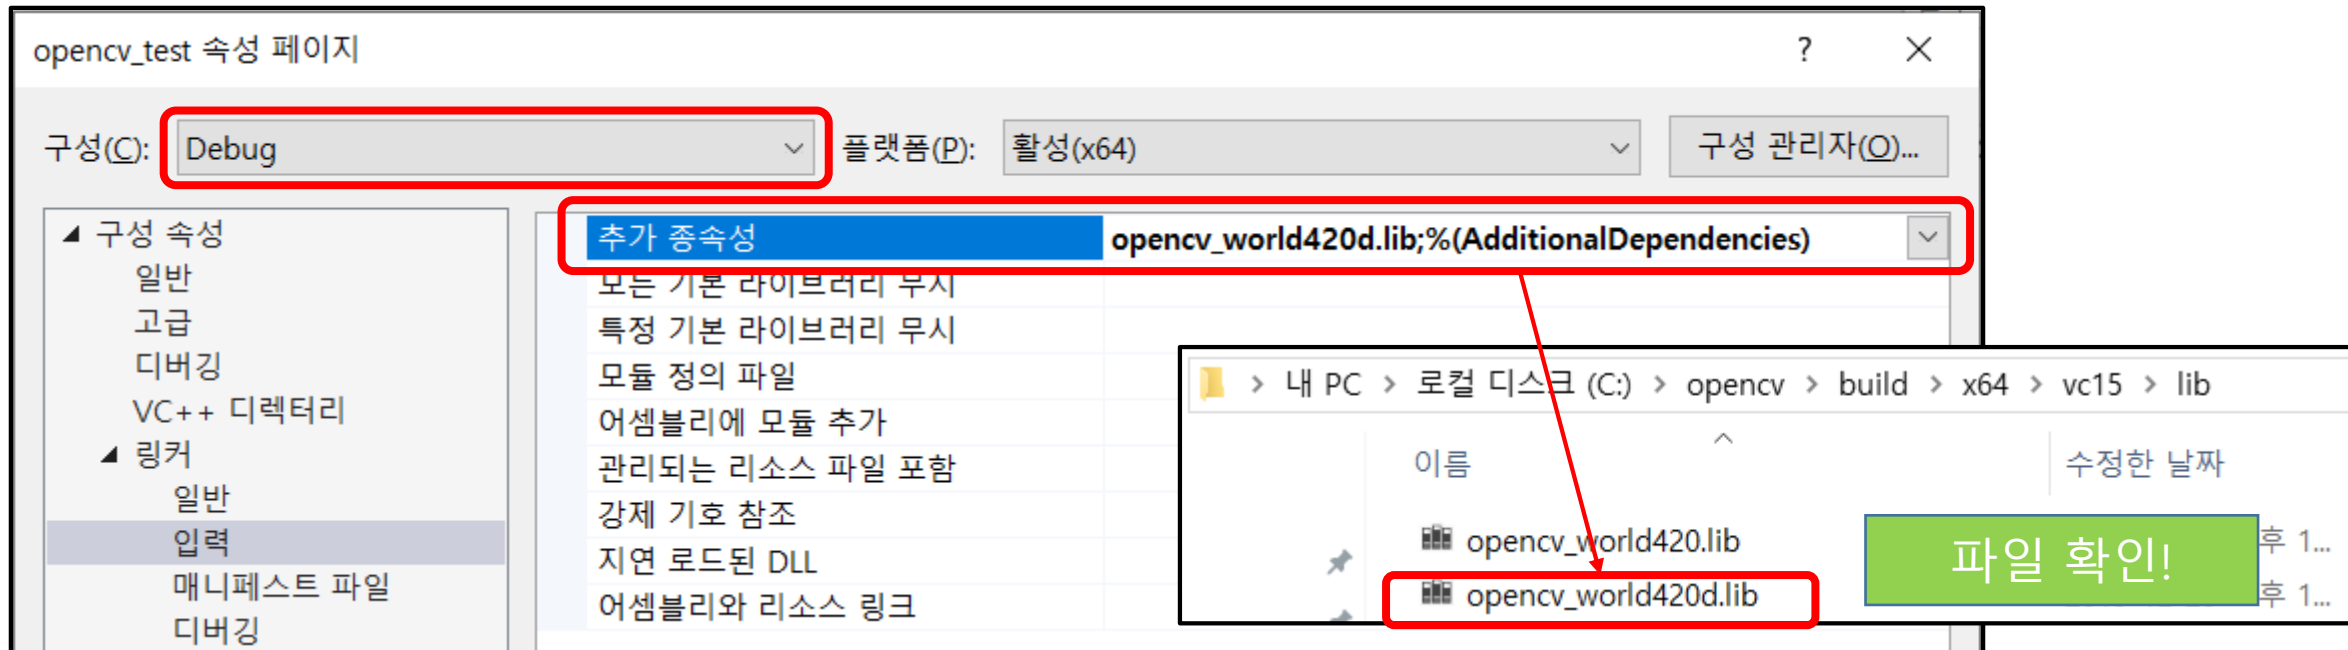 opencv_test 속성 페이지
?
구성(C): Debug 플랫폼(P): 활성(x64) 구성 관리자(O)...
구성 속성
일반
고급
디버깅
VC++ 디렉터리
링커
일반
입력
매니페스트 파일
디버깅
추가 종속성 opencv_world420d.lib;%(AdditionalDependencies)
모든 기본 라이브러리 무시
특정 기본 라이브러리 무시
모듈 정의 파일
어셈블리에 모듈 추가
관리되는 리소스 파일 포함
강제 기호 참조
지연 로드된 DLL
어셈블리와 리소스 링크
> 내 PC > 로컬 디스크 (C:) > opencv > build > x64 > vc15 > lib
이름 수정한 날짜
opencv_world420.lib 후 1...
opencv_world420d.lib 후 1...
파일 확인!